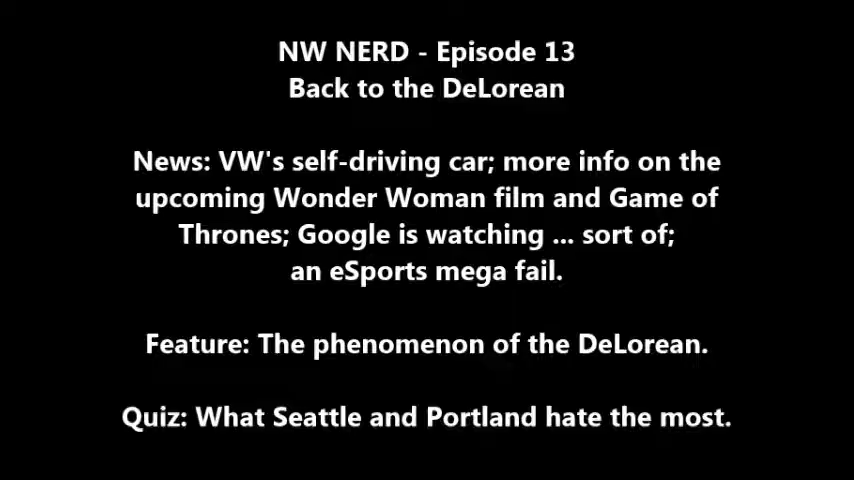 NW NERD - Episode 13
Back to the DeLorean
News: VW's self-driving car; more info on the
upcoming Wonder Woman film and Game of
Thrones; Google is watching ... sort of;
an eSports mega fail.
Feature: The phenomenon of the DeLorean.
Quiz: What Seattle and Portland hate the most.